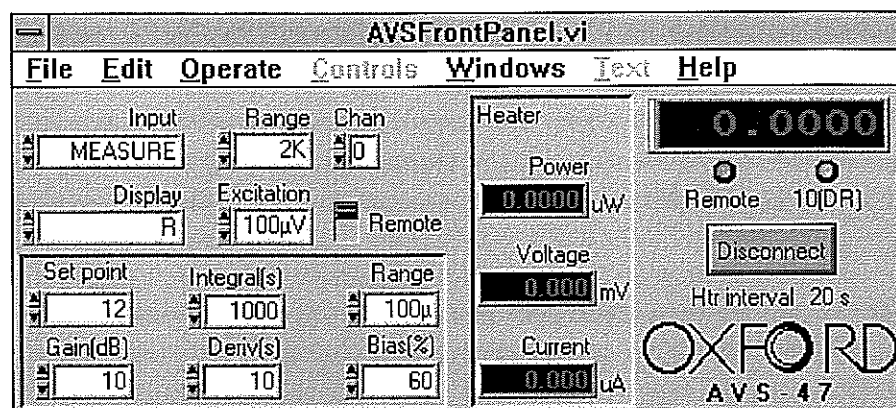 AVSFrontPanel.vi
File Edit Operate Controls Windows Text Help
Input Range Chan
MEASURE 2K 0
Display Excitation
R 100µV Remote
Set point Integral(s) Range
12 1000 100µ
Gain(dB) Deriv(s) Bias(%)
10 10 60
Heater
Power
0.0000 uW
Voltage
0.000 mV
Current
0.000 uA
0.0000
Remote 10(DR)
Disconnect
Htr interval 20 s
OXFORD
AVS-47